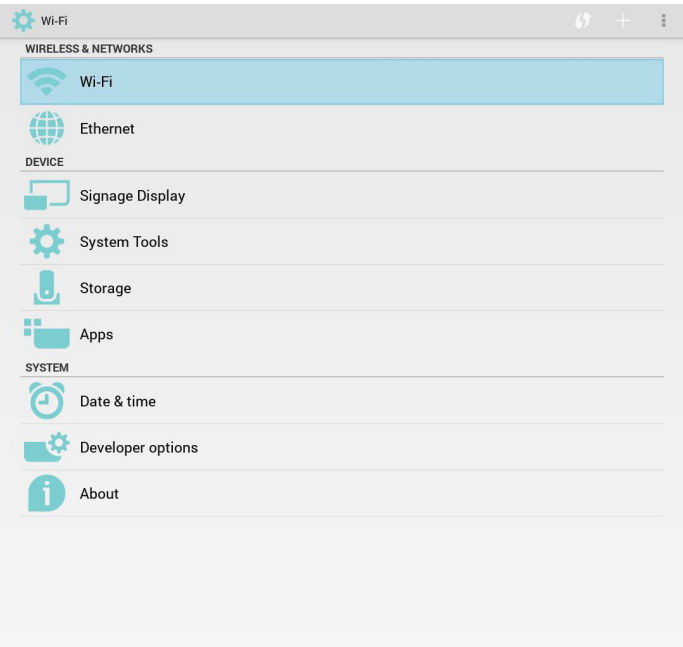 Wi-Fi
WIRELESS & NETWORKS
Wi-Fi
Ethernet
DEVICE
Signage Display
System Tools
Storage
Apps
SYSTEM
Date & time
Developer options
About